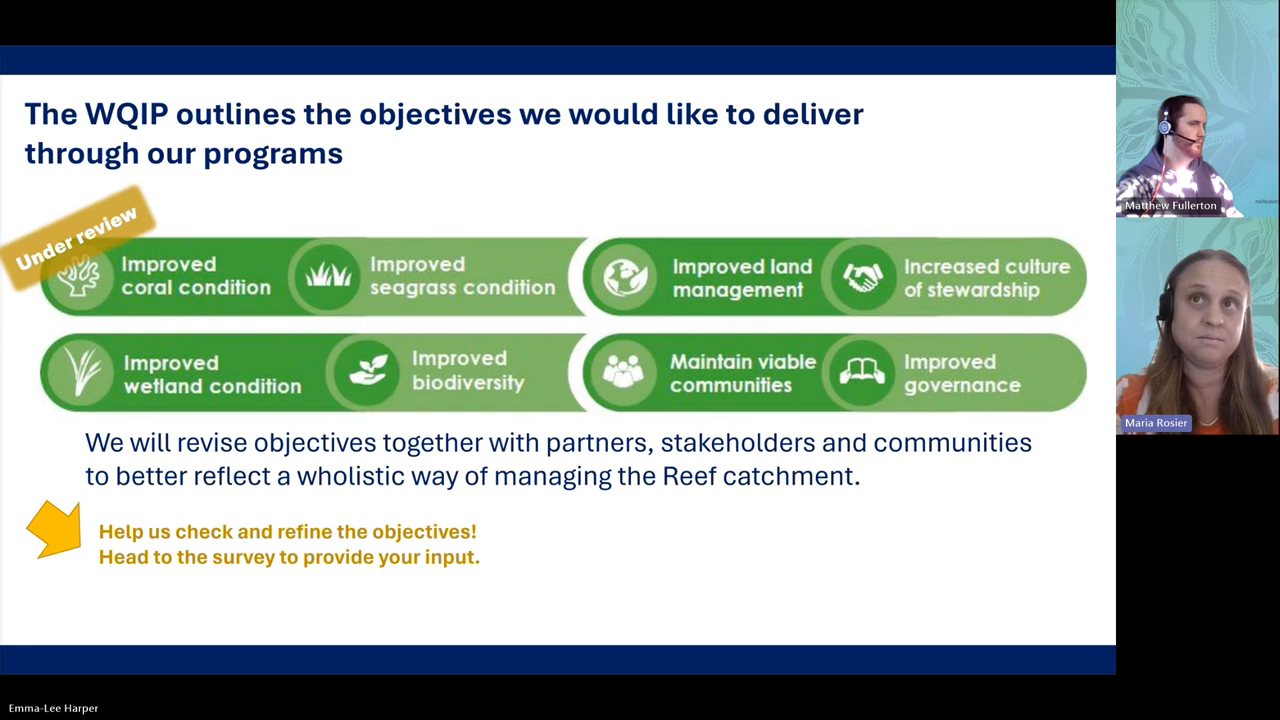 The WQIP outlines the objectives we would like to deliver
through our programs
Under review
Improved
coral condition
Improved
seagrass condition
Improved land
management
Increased culture
of stewardship
Improved
wetland condition
Improved
biodiversity
Maintain viable
communities
Improved
governance
We will revise objectives together with partners, stakeholders and communities
to better reflect a wholistic way of managing the Reef catchment.
Help us check and refine the objectives!
Head to the survey to provide your input.
Matthew Fullerton
Maria Rosier
Emma-Lee Harper